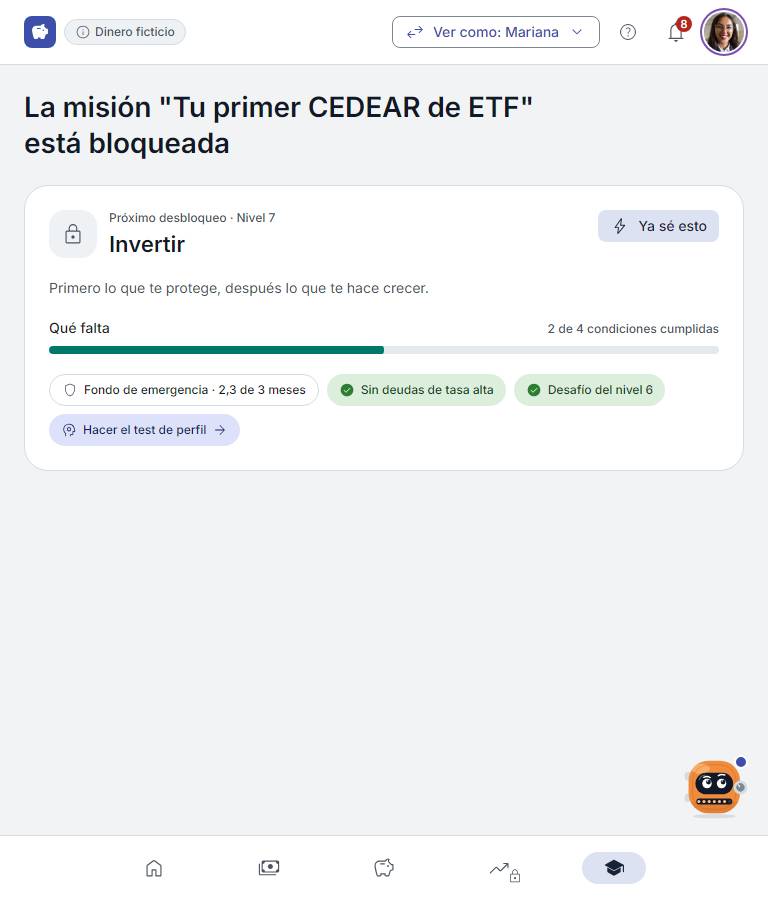 Dinero ficticio
Ver como: Mariana
8
La misión "Tu primer CEDEAR de ETF"
está bloqueada
Próximo desbloqueo · Nivel 7
Invertir
Ya sé esto
Primero lo que te protege, después lo que te hace crecer.
Qué falta
2 de 4 condiciones cumplidas
Fondo de emergencia · 2,3 de 3 meses
Sin deudas de tasa alta
Desafío del nivel 6
Hacer el test de perfil